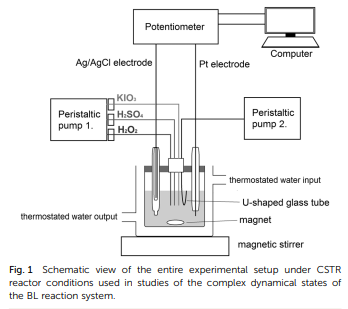 Potentiometer
Computer
Ag/AgCl electrode
Pt electrode
KIO₃
H₂SO₄
H₂O₂
Peristaltic
pump 1.
Peristaltic
pump 2.
thermostated water input
U-shaped glass tube
thermostated water output
magnet
magnetic stirrer
Fig. 1 Schematic view of the entire experimental setup under CSTR
reactor conditions used in studies of the complex dynamical states of
the BL reaction system.